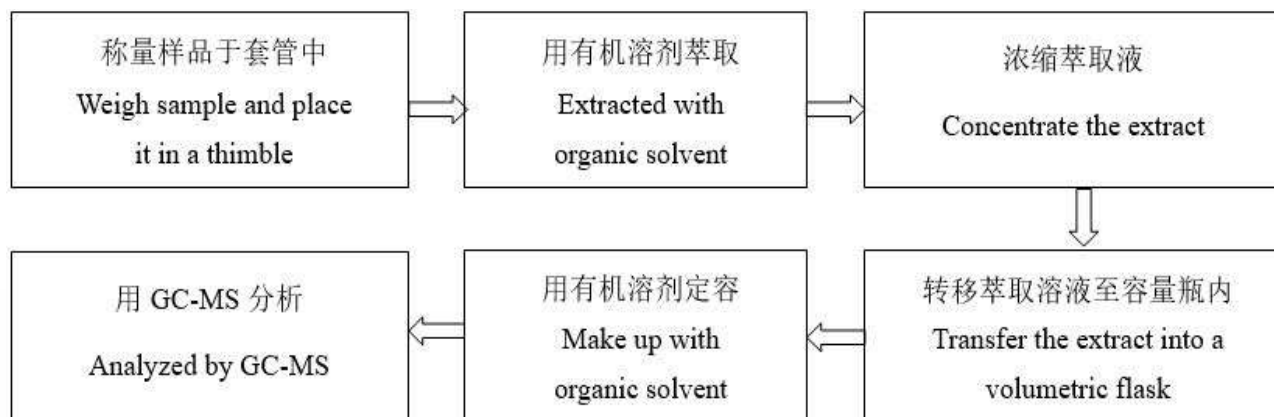 称量样品于套管中
Weigh sample and place
it in a thimble
用有机溶剂萃取
Extracted with
organic solvent
浓缩萃取液
Concentrate the extract
转移萃取溶液至容量瓶内
Transfer the extract into a
volumetric flask
用有机溶剂定容
Make up with
organic solvent
用 GC-MS 分析
Analyzed by GC-MS